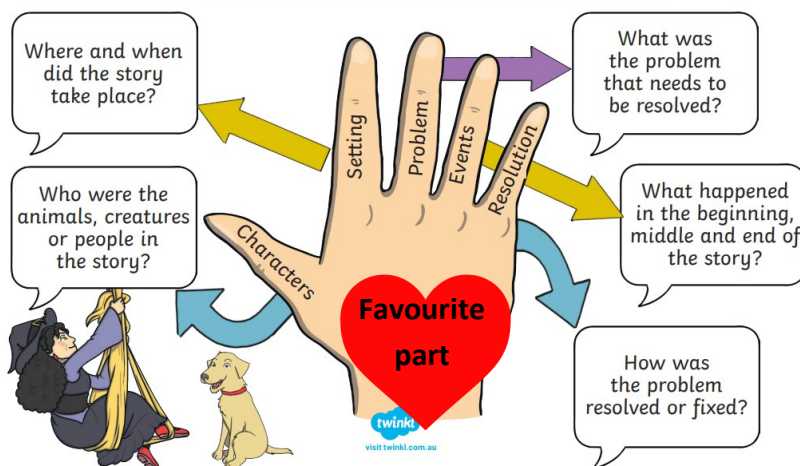 Where and when
did the story
take place?
What was
the problem
that needs to
be resolved?
Setting
Problem
Events
Resolution
Characters
Who were the
animals, creatures
or people in
the story?
What happened
in the beginning,
middle and end of
the story?
Favourite
part
How was
the problem
resolved or fixed?
twinkl
visit twinkl.com.au